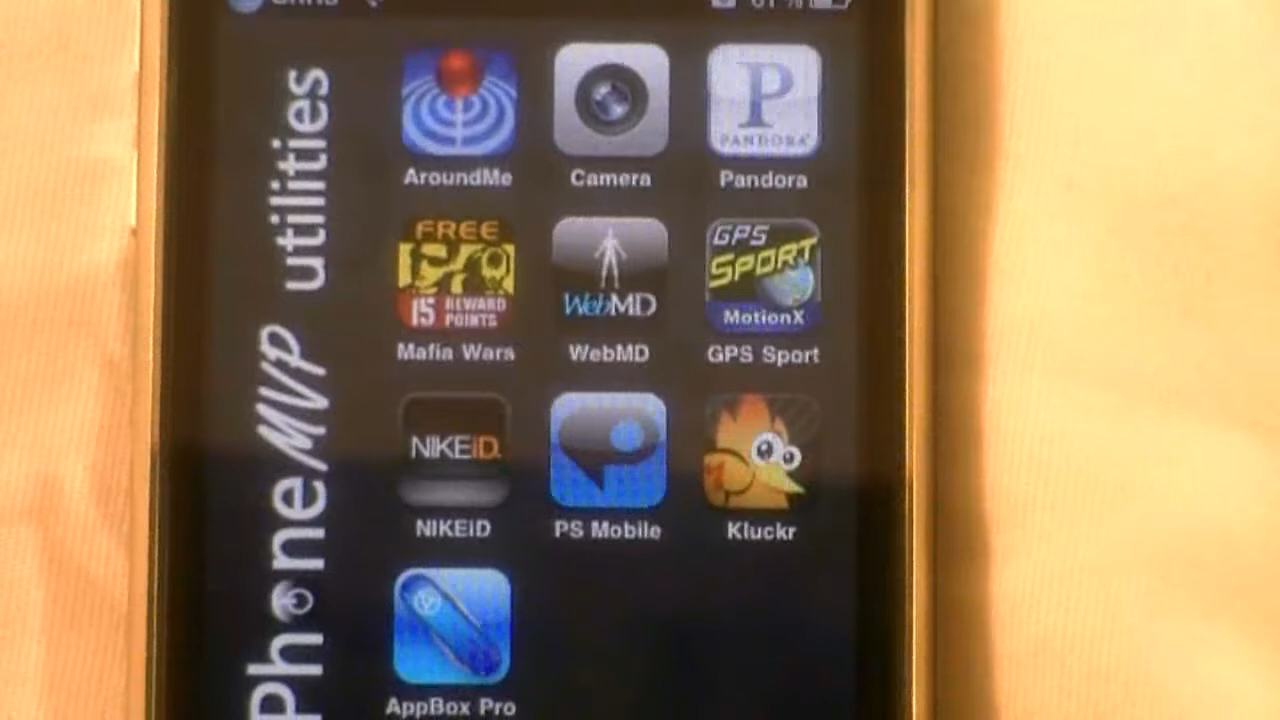 61%
PhoneMVP utilities
P
PANDORA
AroundMe
Camera
Pandora
FREE
15 REWARD POINTS
WebMD
GPS
SPORT
MotionX
Mafia Wars
WebMD
GPS Sport
NIKEiD.
NIKEiD
PS Mobile
Kluckr
AppBox Pro